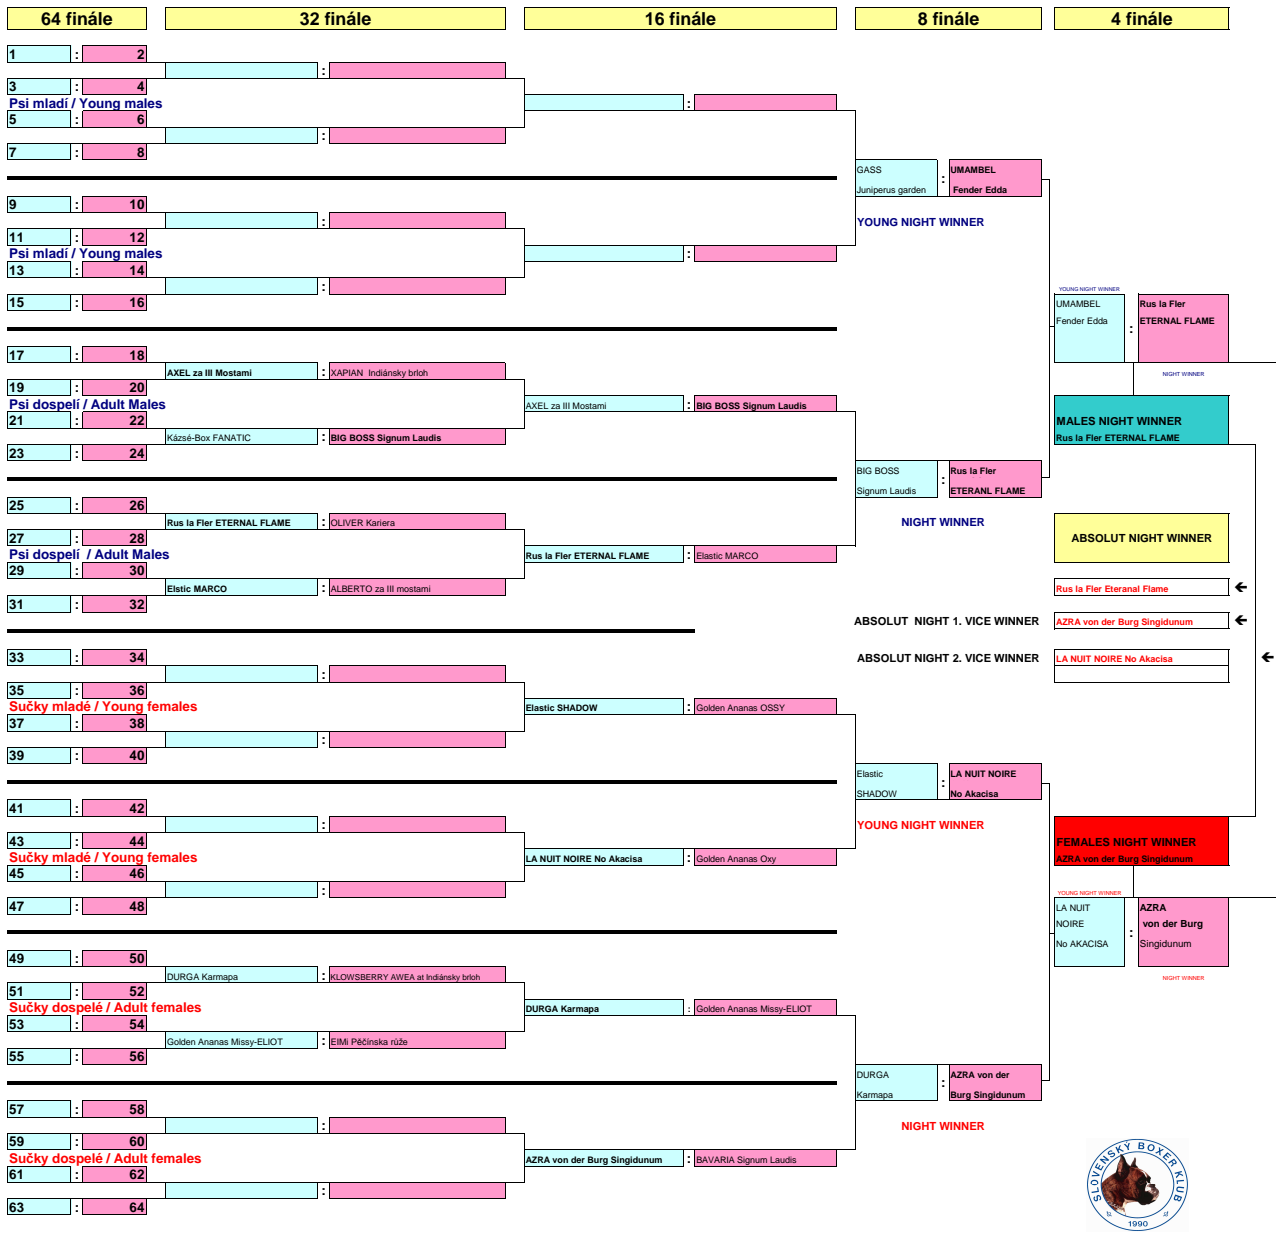 64 finále 32 finále 16 finále 8 finále 4 finále
1 : 2
:
3 : 4
Psi mladí / Young males
:
5 : 6
:
7 : 8
GASS : UMAMBEL
Juniperus garden Fender Edda
9 : 10
:
YOUNG NIGHT WINNER
11 : 12
Psi mladí / Young males
:
13 : 14
:
YOUNG NIGHT WINNER
15 : 16
UMAMBEL : Rus la Fler
Fender Edda ETERNAL FLAME
17 : 18
AXEL za III Mostami : XAPIAN Indiánsky brloh
NIGHT WINNER
19 : 20
Psi dospelí / Adult Males
AXEL za III Mostami : BIG BOSS Signum Laudis
21 : 22
MALES NIGHT WINNER
Kázsé-Box FANATIC : BIG BOSS Signum Laudis
Rus la Fler ETERNAL FLAME
23 : 24
BIG BOSS : Rus la Fler
Signum Laudis ETERANL FLAME
25 : 26
Rus la Fler ETERNAL FLAME : OLIVER Kariera
NIGHT WINNER
27 : 28
ABSOLUT NIGHT WINNER
Psi dospelí / Adult Males
Rus la Fler ETERNAL FLAME : Elastic MARCO
29 : 30
Elstic MARCO : ALBERTO za III mostami
Rus la Fler Eteranal Flame
31 : 32
ABSOLUT NIGHT 1. VICE WINNER AZRA von der Burg Singidunum
33 : 34
ABSOLUT NIGHT 2. VICE WINNER LA NUIT NOIRE No Akacisa
:
35 : 36
Sučky mladé / Young females
Elastic SHADOW : Golden Ananas OSSY
37 : 38
:
39 : 40
Elastic : LA NUIT NOIRE
SHADOW No Akacisa
41 : 42
:
YOUNG NIGHT WINNER
43 : 44
FEMALES NIGHT WINNER
Sučky mladé / Young females
LA NUIT NOIRE No Akacisa : Golden Ananas Oxy
AZRA von der Burg Singidunum
45 : 46
:
YOUNG NIGHT WINNER
47 : 48
LA NUIT : AZRA
NOIRE von der Burg
No AKACISA Singidunum
49 : 50
DURGA Karmapa : KLOWSBERRY AWEA at Indiánsky brloh
NIGHT WINNER
51 : 52
Sučky dospelé / Adult females
DURGA Karmapa : Golden Ananas Missy-ELIOT
53 : 54
Golden Ananas Missy-ELIOT : EIMi Pěčínska růže
55 : 56
DURGA : AZRA von der
Karmapa Burg Singidunum
57 : 58
:
NIGHT WINNER
59 : 60
Sučky dospelé / Adult females
AZRA von der Burg Singidunum : BAVARIA Signum Laudis
61 : 62
:
63 : 64
SLOVENSKÝ BOXER KLUB
1990